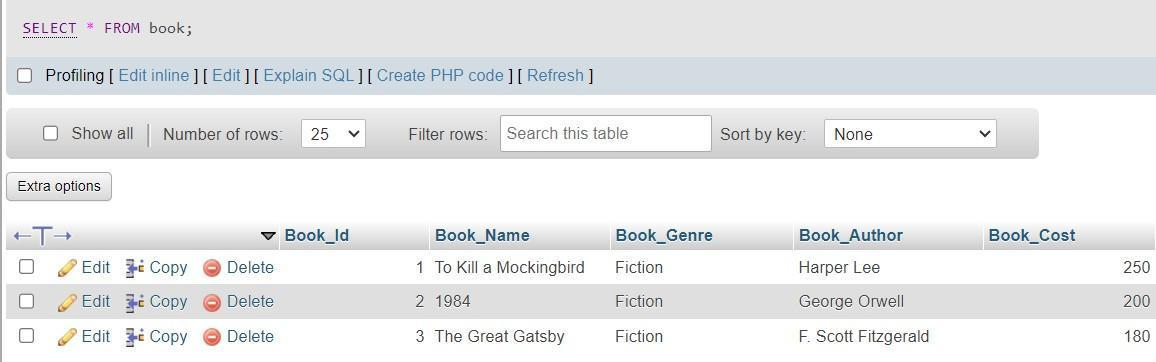 SELECT * FROM book;
Profiling [ Edit inline ] [ Edit ] [ Explain SQL ] [ Create PHP code ] [ Refresh ]
Show all Number of rows: 25 Filter rows: Search this table Sort by key: None
Extra options
Book_Id Book_Name Book_Genre Book_Author Book_Cost
Edit Copy Delete 1 To Kill a Mockingbird Fiction Harper Lee 250
Edit Copy Delete 2 1984 Fiction George Orwell 200
Edit Copy Delete 3 The Great Gatsby Fiction F. Scott Fitzgerald 180